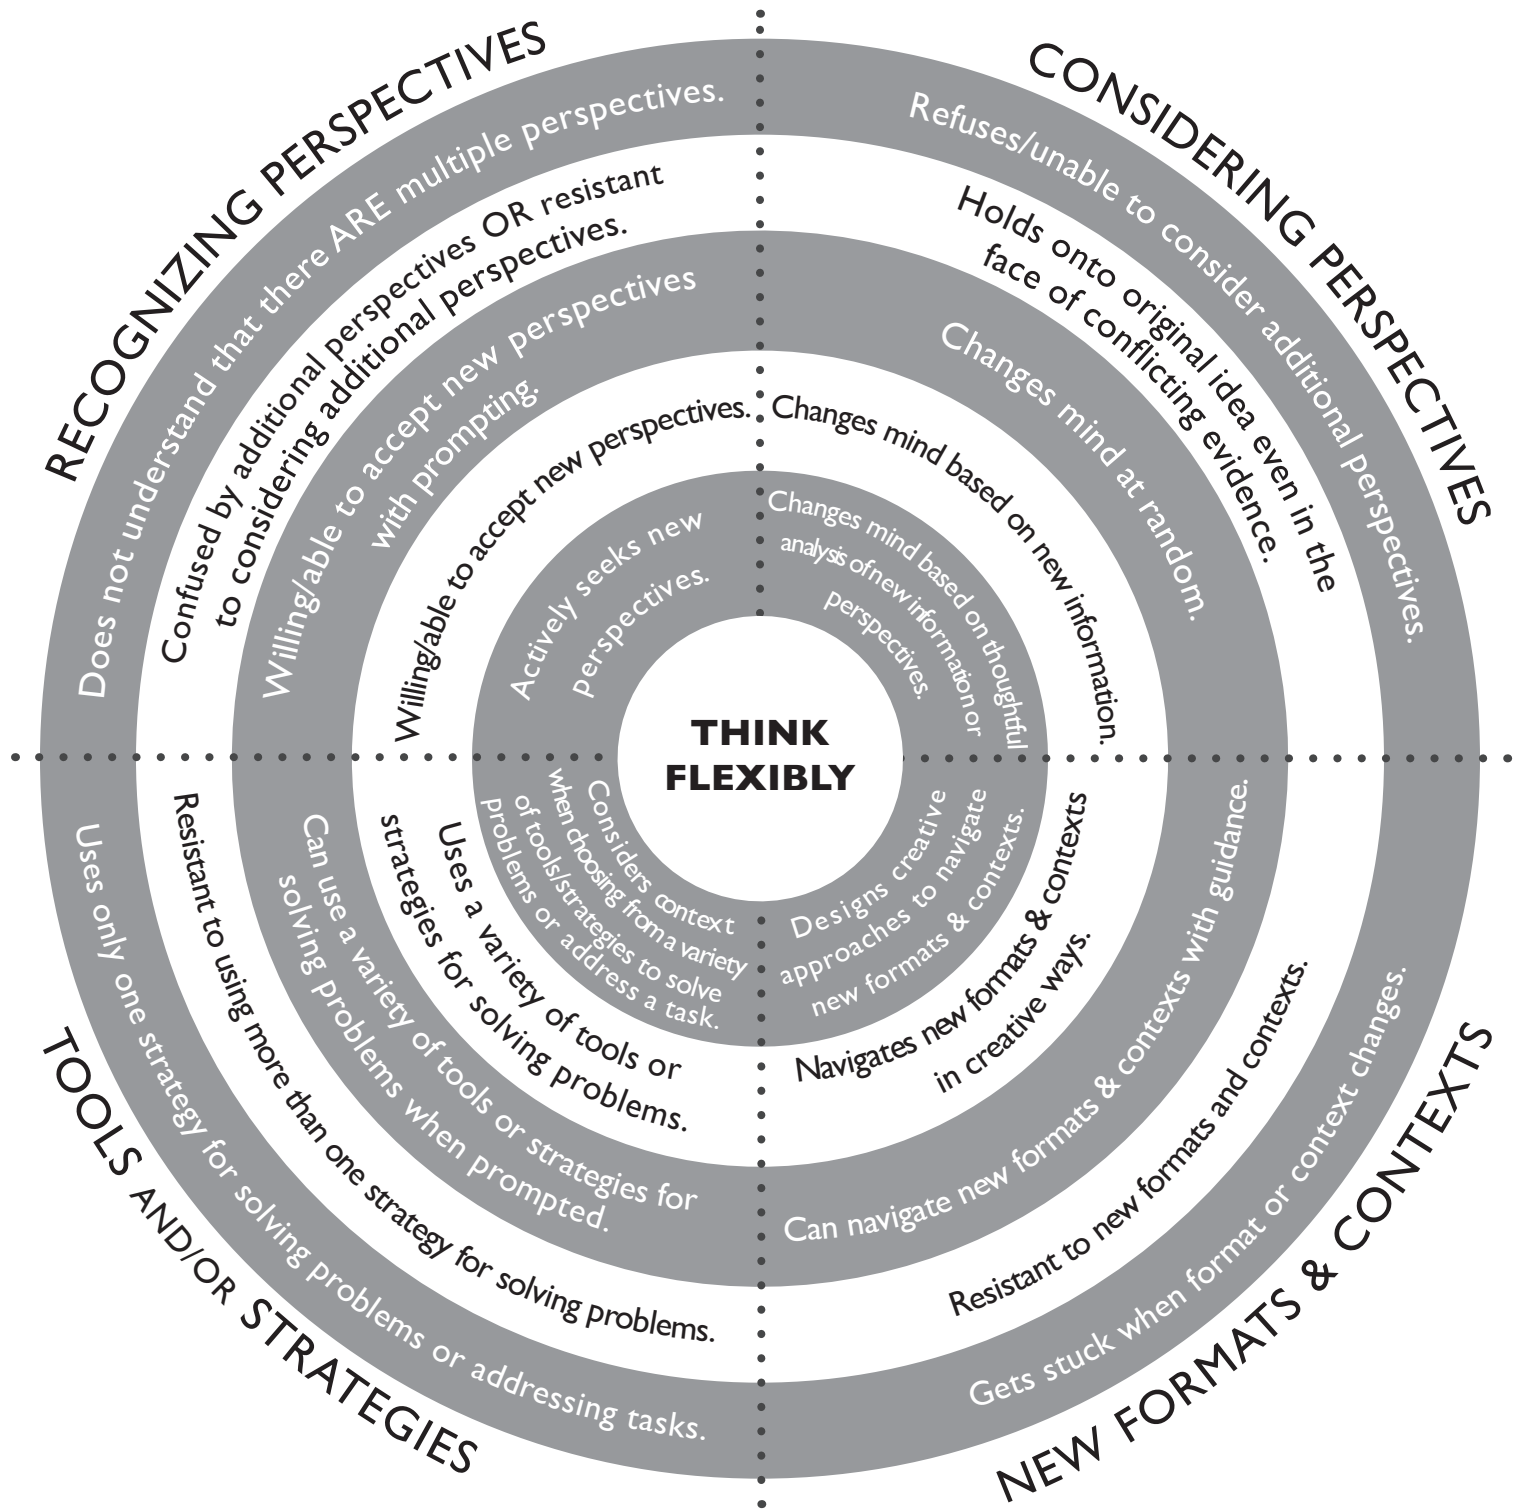 RECOGNIZING PERSPECTIVES
Does not understand that there ARE multiple perspectives.
Confused by additional perspectives OR resistant
to considering additional perspectives.
Willing/able to accept new perspectives
with prompting.
Willing/able to accept new perspectives.
Actively seeks new
perspectives.
CONSIDERING PERSPECTIVES
Refuses/unable to consider additional perspectives.
Holds onto original idea even in the
face of conflicting evidence.
Changes mind at random.
Changes mind based on new information.
Changes mind based on thoughtful
analysis of new information or
perspectives.
THINK
FLEXIBLY
TOOLS AND/OR STRATEGIES
Uses only one strategy for solving problems or addressing tasks.
Resistant to using more than one strategy for solving problems.
Can use a variety of tools or strategies for
solving problems when prompted.
Uses a variety of tools or
strategies for solving problems.
Considers context
when choosing from a variety
of tools/strategies to solve
problems or address a task.
NEW FORMATS & CONTEXTS
Gets stuck when format or context changes.
Resistant to new formats and contexts.
Can navigate new formats & contexts with guidance.
Navigates new formats & contexts
in creative ways.
Designs creative
approaches to navigate
new formats & contexts.